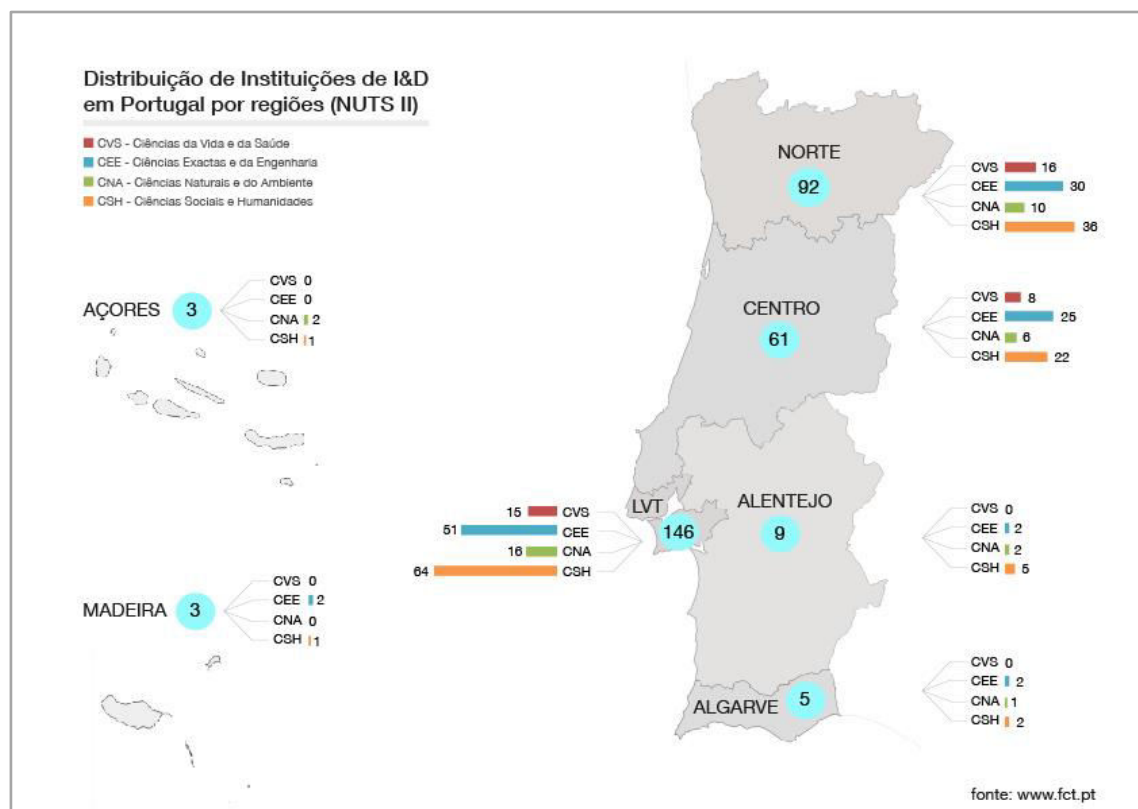 Distribuição de Instituições de I&D
em Portugal por regiões (NUTS II)
CVS - Ciências da Vida e da Saúde
CEE - Ciências Exactas e da Engenharia
CNA - Ciências Naturais e do Ambiente
CSH - Ciências Sociais e Humanidades
NORTE
92
CVS 16
CEE 30
CNA 10
CSH 36
AÇORES 3
CVS 0
CEE 0
CNA 2
CSH 1
CENTRO
61
CVS 8
CEE 25
CNA 6
CSH 22
LVT
146
15 CVS
51 CEE
16 CNA
64 CSH
ALENTEJO
9
CVS 0
CEE 2
CNA 2
CSH 5
MADEIRA 3
CVS 0
CEE 2
CNA 0
CSH 1
ALGARVE 5
CVS 0
CEE 2
CNA 1
CSH 2
fonte: www.fct.pt